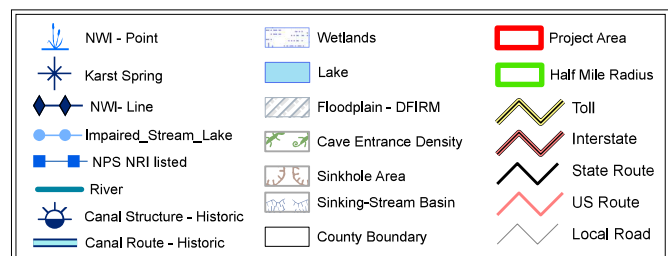 NWI - Point
Karst Spring
NWI- Line
Impaired_Stream_Lake
NPS NRI listed
River
Canal Structure - Historic
Canal Route - Historic
Wetlands
Lake
Floodplain - DFIRM
Cave Entrance Density
Sinkhole Area
Sinking-Stream Basin
County Boundary
Project Area
Half Mile Radius
Toll
Interstate
State Route
US Route
Local Road